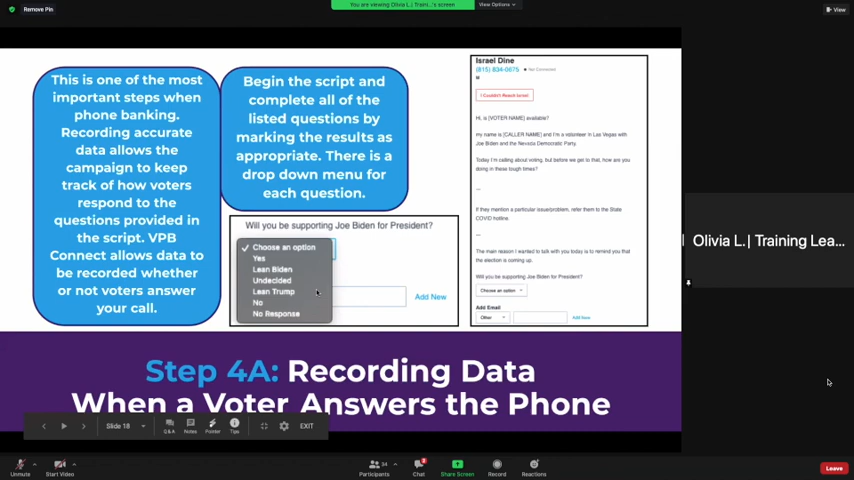 Remove Pin
You are viewing Olivia L.| Traini...'s screen
View Options
View
This is one of the most
important steps when
phone banking.
Recording accurate
data allows the
campaign to keep
track of how voters
respond to the
questions provided in
the script. VPB
Connect allows data to
be recorded whether
or not voters answer
your call.
Begin the script and
complete all of the
listed questions by
marking the results as
appropriate. There is a
drop down menu for
each question.
Will you be supporting Joe Biden for President?
Choose an option
Yes
Lean Biden
Undecided
Lean Trump
No
No Response
Add New
Israel Dine
(815) 834-0675 Not Connected
I Couldn't Reach Israel
Hi, is [VOTER NAME] available?
my name is [CALLER NAME] and I'm a volunteer in Las Vegas with
Joe Biden and the Nevada Democratic Party.
Today I'm calling about voting, but before we get to that, how are you
doing in these tough times?
If they mention a particular issue/problem, refer them to the State
COVID hotline.
The main reason I wanted to talk with you today is to remind you that
the election is coming up.
Will you be supporting Joe Biden for President?
Choose an option
Add Email
Other
Add New
Olivia L.| Training Lea...
Step 4A: Recording Data
When a Voter Answers the Phone
Slide 18
Q&A
Notes
Pointer
Tips
EXIT
Unmute
Start Video
Participants
34
Chat
Share Screen
Record
Reactions
Leave